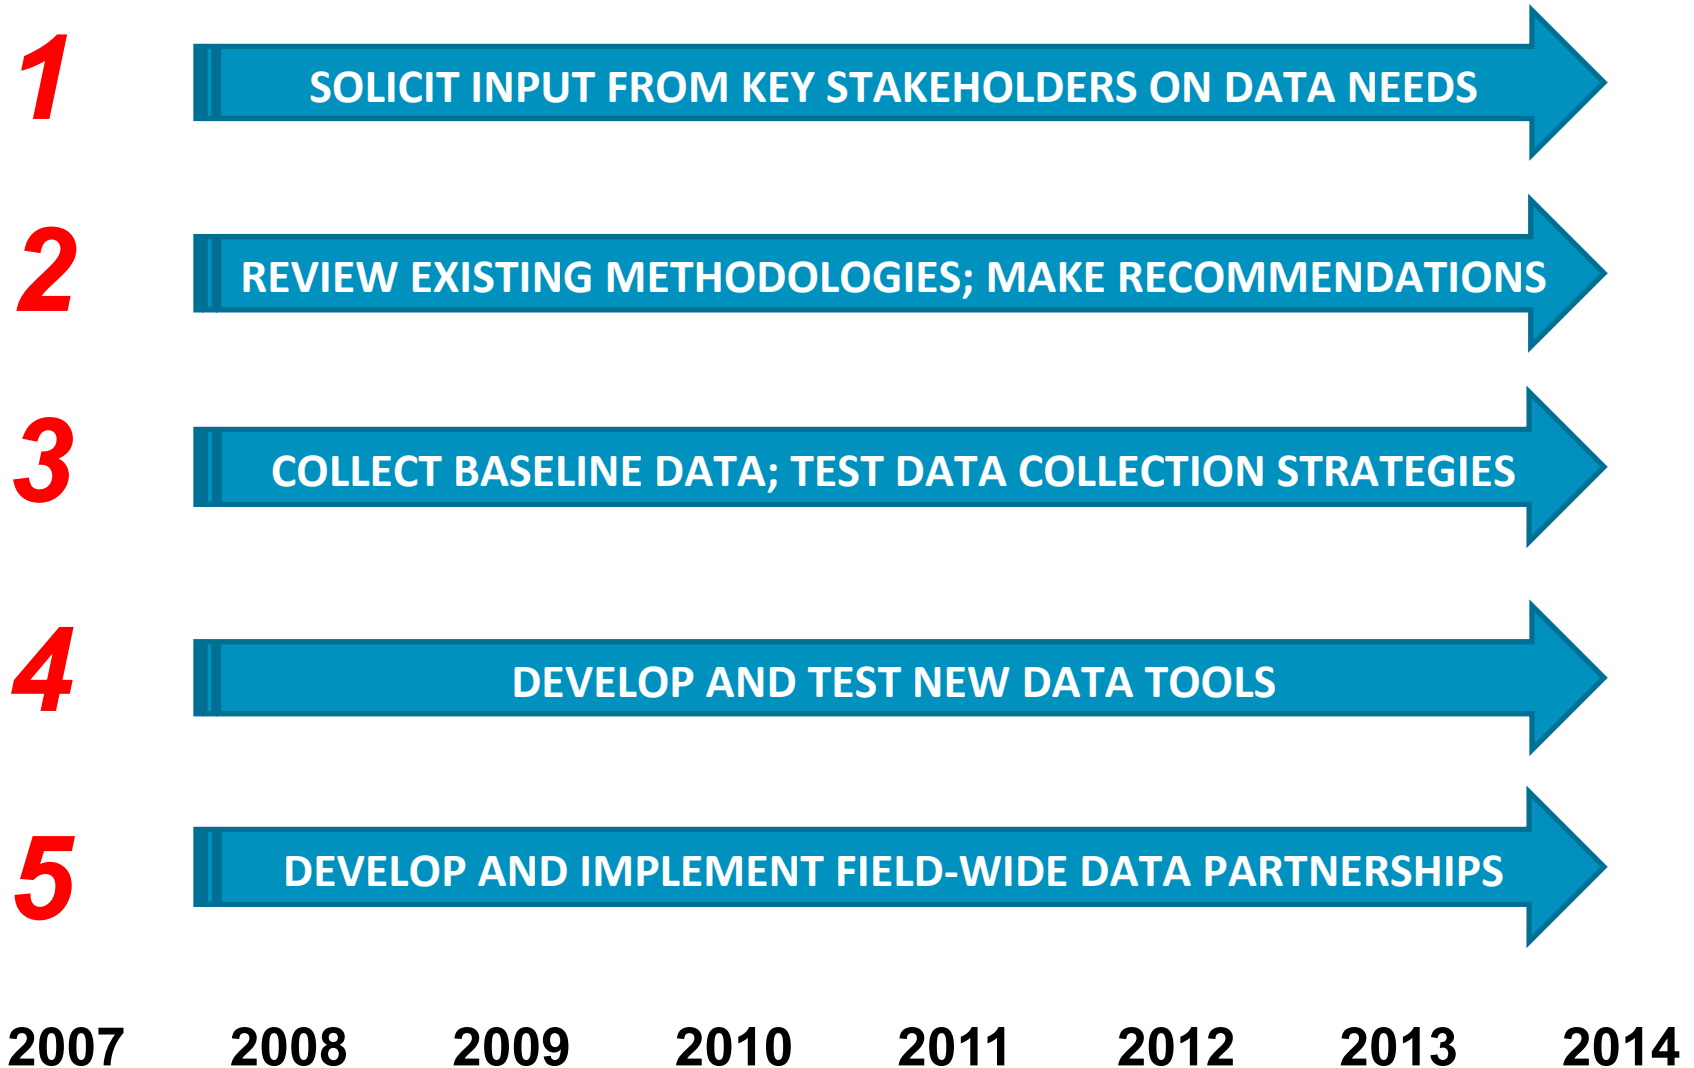 1
SOLICIT INPUT FROM KEY STAKEHOLDERS ON DATA NEEDS
2
REVIEW EXISTING METHODOLOGIES; MAKE RECOMMENDATIONS
3
COLLECT BASELINE DATA; TEST DATA COLLECTION STRATEGIES
4
DEVELOP AND TEST NEW DATA TOOLS
5
DEVELOP AND IMPLEMENT FIELD-WIDE DATA PARTNERSHIPS
2007 2008 2009 2010 2011 2012 2013 2014